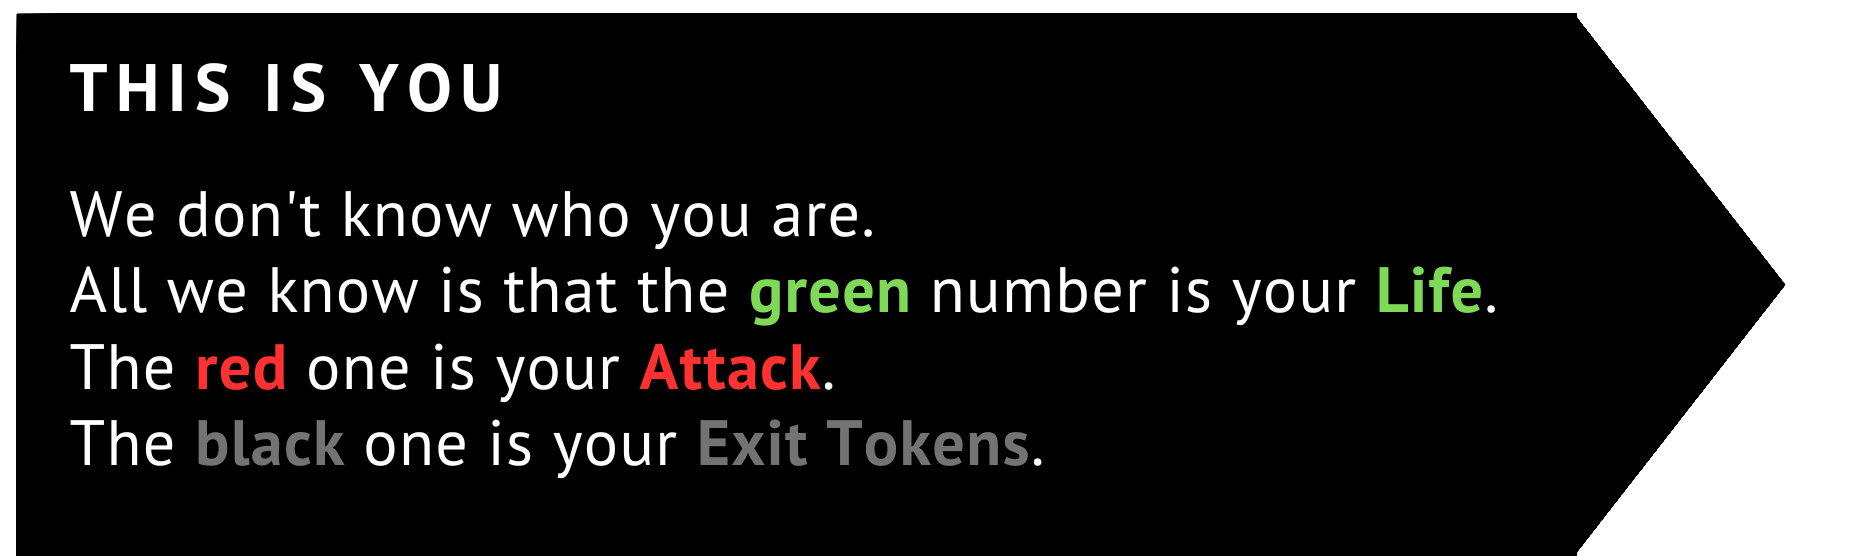 THIS IS YOU
We don't know who you are.
All we know is that the green number is your Life.
The red one is your Attack.
The black one is your Exit Tokens.